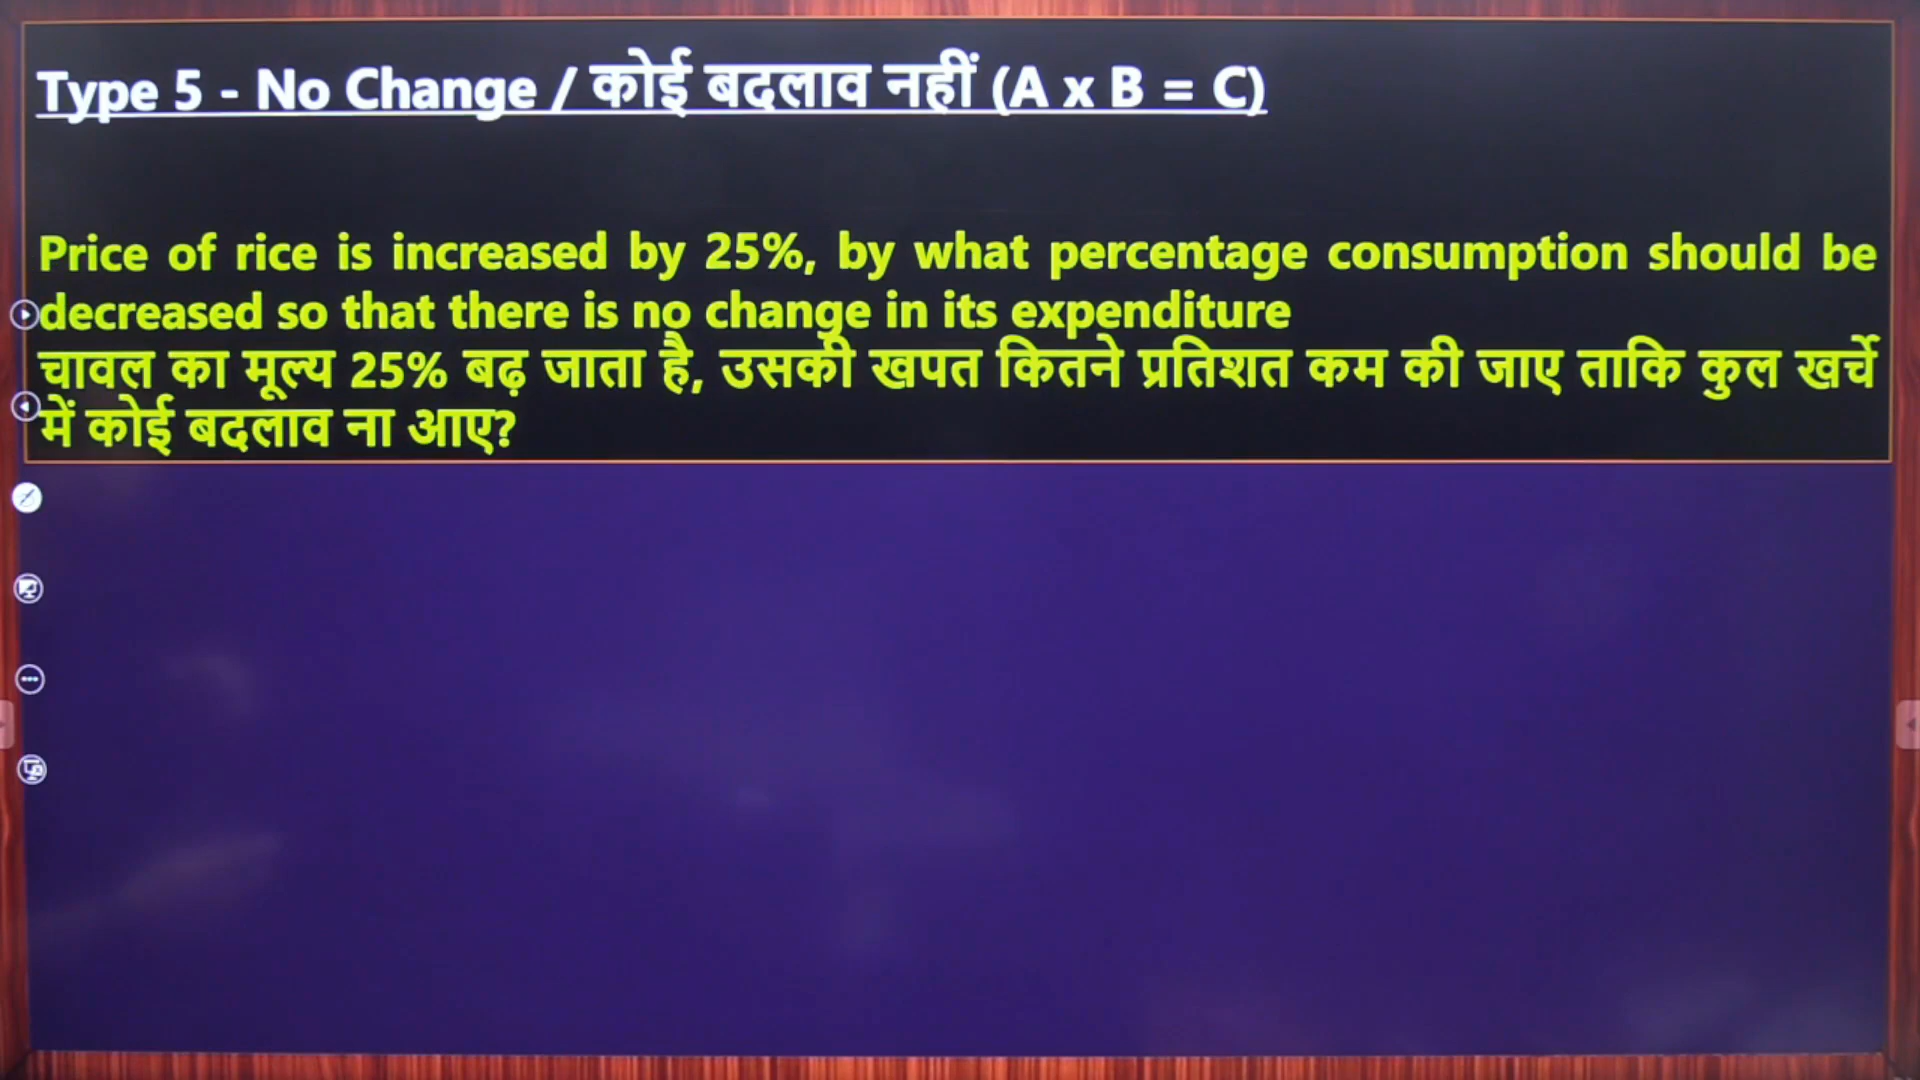 Type 5 - No Change / कोई बदलाव नहीं (A x B = C)
Price of rice is increased by 25%, by what percentage consumption should be
decreased so that there is no change in its expenditure
चावल का मूल्य 25% बढ़ जाता है, उसकी खपत कितने प्रतिशत कम की जाए ताकि कुल खर्चे
में कोई बदलाव ना आए?